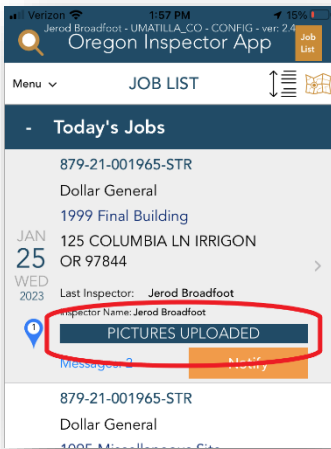 Verizon 1:57 PM 15%
Jerod Broadfoot - UMATILLA_CO - CONFIG - ver: 2.4
Oregon Inspector App
Job List
Menu JOB LIST
- Today's Jobs
879-21-001965-STR
Dollar General
1999 Final Building
125 COLUMBIA LN IRRIGON
OR 97844
JAN
25
WED
2023
Last Inspector: Jerod Broadfoot
Inspector Name: Jerod Broadfoot
1
PICTURES UPLOADED
Messages: 2 Notify
879-21-001965-STR
Dollar General
1995 Miscellaneous Site